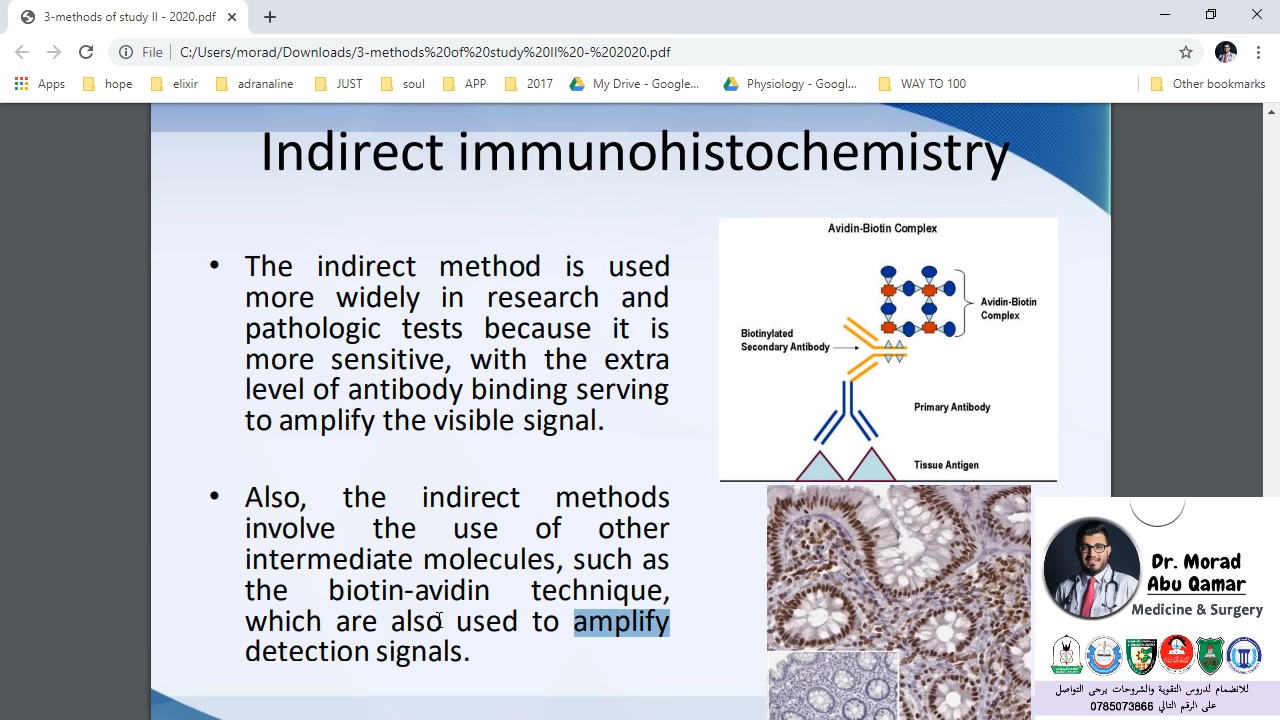 3-methods of study II - 2020.pdf
File
C:/Users/morad/Downloads/3-methods%20of%20study%20II%20-%202020.pdf
Apps
hope
elixir
adranaline
JUST
soul
APP
2017
My Drive - Google...
Physiology - Googl...
WAY TO 100
Other bookmarks
Indirect immunohistochemistry
• The indirect method is used
more widely in research and
pathologic tests because it is
more sensitive, with the extra
level of antibody binding serving
to amplify the visible signal.
• Also, the indirect methods
involve the use of other
intermediate molecules, such as
the biotin-avidin technique,
which are also used to amplify
detection signals.
Avidin-Biotin Complex
Avidin-Biotin
Complex
Biotinylated
Secondary Antibody
Primary Antibody
Tissue Antigen
Dr. Morad
Abu Qamar
Medicine & Surgery
للانضمام لدروس التقوية والشروحات يرجى التواصل
على الرقم التالي 0785073866